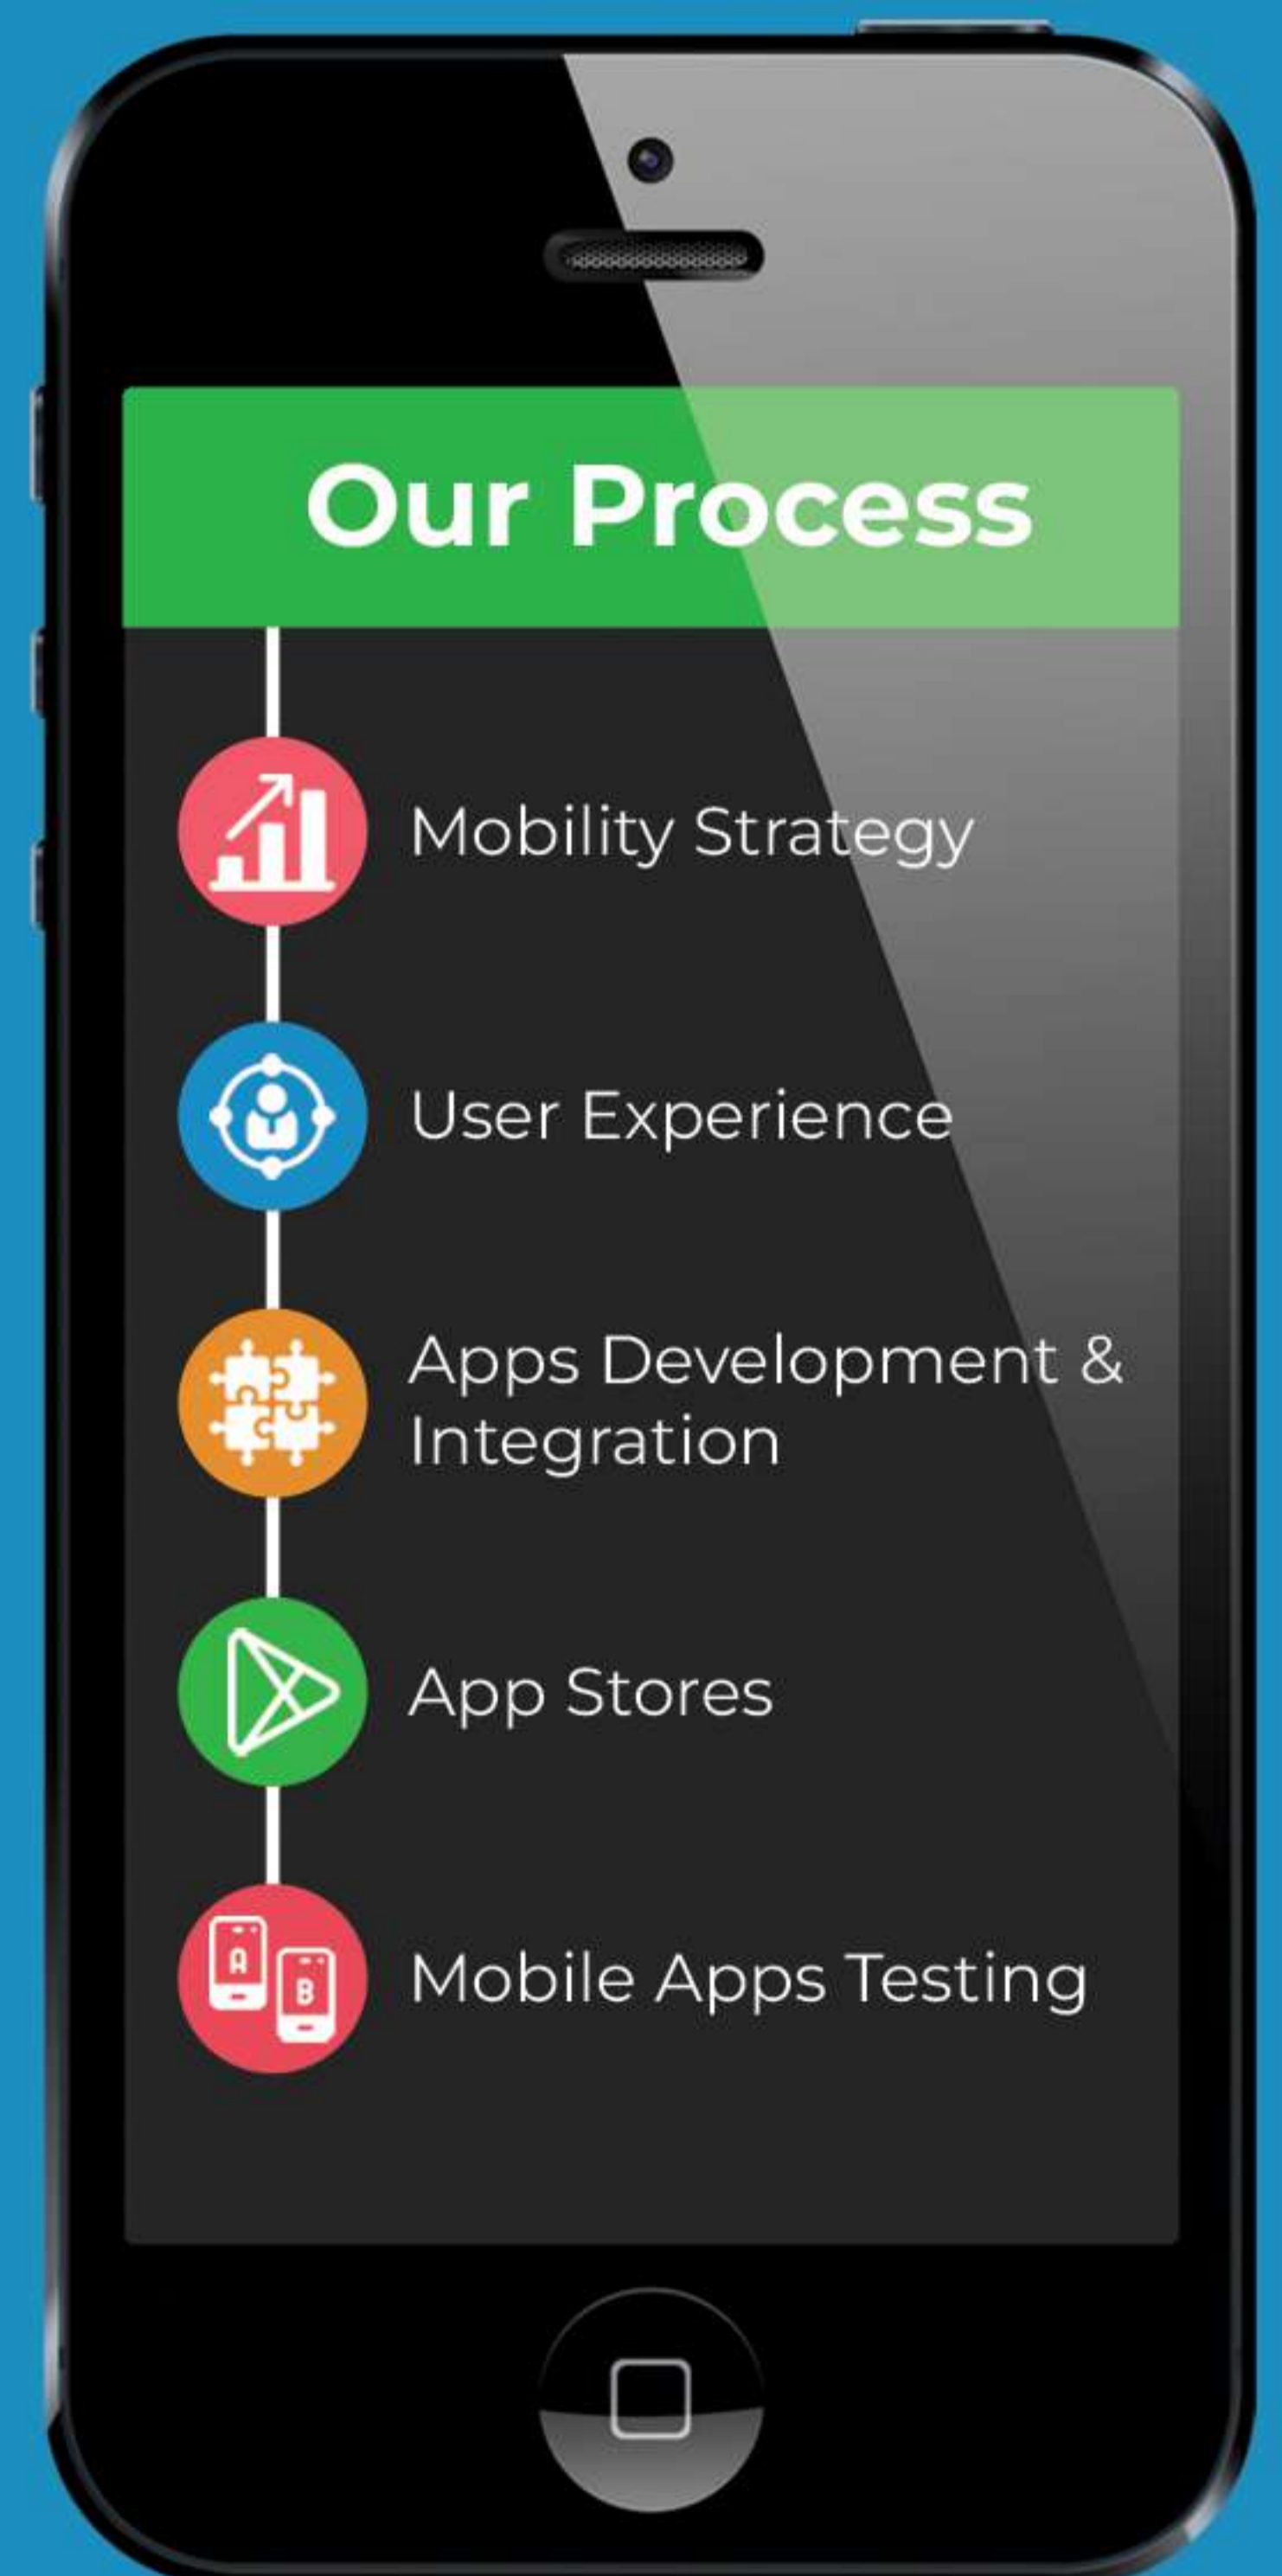 Our Process
Mobility Strategy
User Experience
Apps Development &
Integration
App Stores
A
B
Mobile Apps Testing